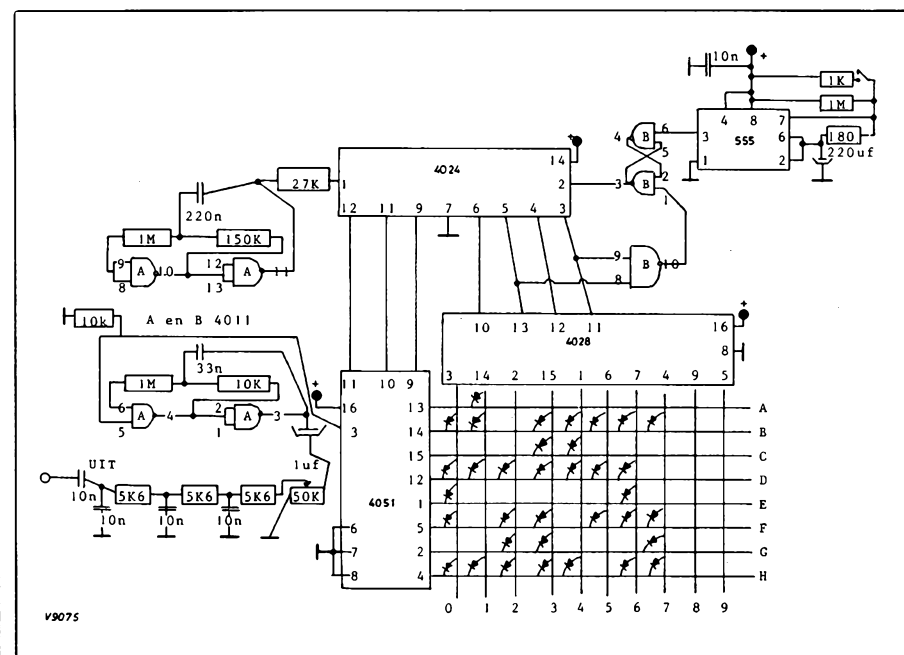 10n
+
1K
1M
4 8 7
4 6 3 555 6 180
B
5
1 2 220uf
4024
14
+
27K 1 2 3 B 2
1
220n
12 11 9 7 6 5 4 3
1M 150K
9 A 10 12 A 11
8 13
9 B 10
8
10k A en B 4011
10 13 12 11 16 +
4028 8
33n
3 14 2 15 1 6 7 4 9 5
1M 10K +
11 10 9
6 A 4 2 A 3
5 1
16 13 A
3 14 B
15 C
UIT 1uf 12 D
10n 5K6 5K6 5K6 50K 4051 1 E
10n 10n 10n
6 5 F
7 2 G
8 4 H
0 1 2 3 4 5 6 7 8 9
V9075